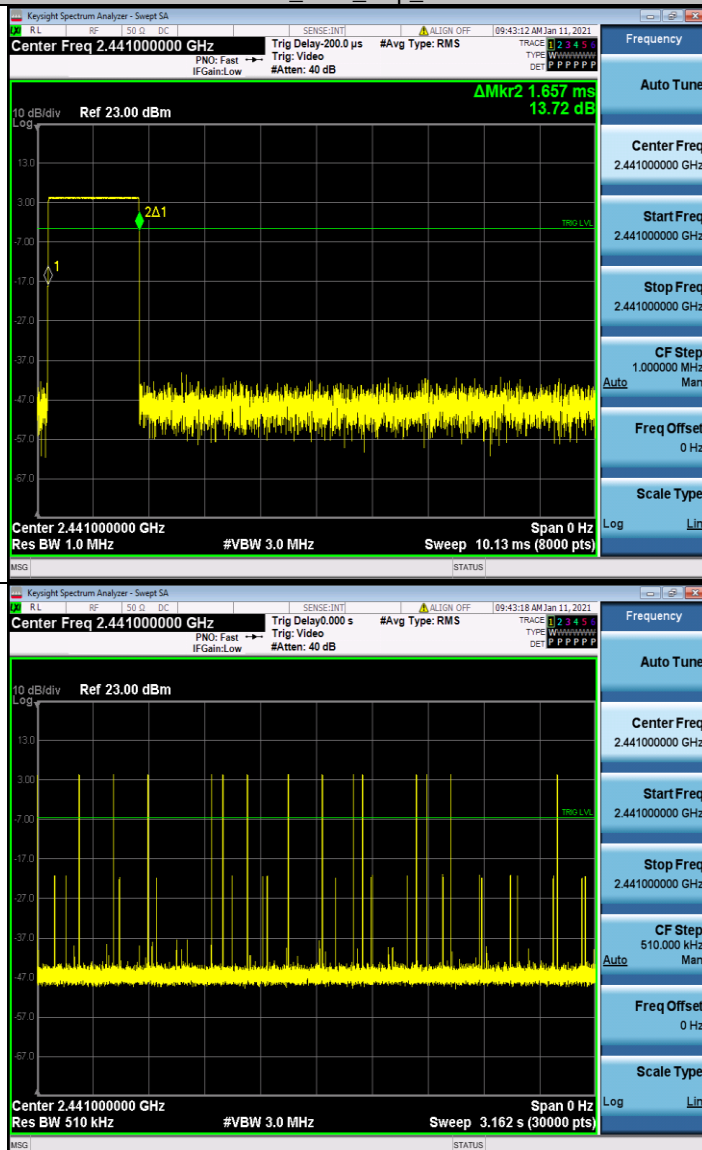 Keysight Spectrum Analyzer - Swept SA
RL RF 50 Ω DC SENSE:INT ALIGN OFF 09:43:12 AM Jan 11, 2021
Center Freq 2.441000000 GHz
PNO: Fast
IFGain:Low
Trig Delay-200.0 µs
Trig: Video
#Atten: 40 dB
#Avg Type: RMS
TRACE 1 2 3 4 5 6
TYPE WWWWWW
DET P P P P P P
ΔMkr2 1.657 ms
13.72 dB
10 dB/div Ref 23.00 dBm
Log
13.0
3.00
-7.00
-17.0
-27.0
-37.0
-47.0
-57.0
-67.0
2Δ1
1
TRIG LVL
Center 2.441000000 GHz Span 0 Hz
Res BW 1.0 MHz #VBW 3.0 MHz Sweep 10.13 ms (8000 pts)
MSG STATUS
Frequency
Auto Tune
Center Freq
2.441000000 GHz
Start Freq
2.441000000 GHz
Stop Freq
2.441000000 GHz
CF Step
1.000000 MHz
Auto Man
Freq Offset
0 Hz
Scale Type
Log Lin
Keysight Spectrum Analyzer - Swept SA
RL RF 50 Ω DC SENSE:INT ALIGN OFF 09:43:18 AM Jan 11, 2021
Center Freq 2.441000000 GHz
PNO: Fast
IFGain:Low
Trig Delay0.000 s
Trig: Video
#Atten: 40 dB
#Avg Type: RMS
TRACE 1 2 3 4 5 6
TYPE WWWWWW
DET P P P P P P
10 dB/div Ref 23.00 dBm
Log
13.0
3.00
-7.00
-17.0
-27.0
-37.0
-47.0
-57.0
-67.0
TRIG LVL
Center 2.441000000 GHz Span 0 Hz
Res BW 510 kHz #VBW 3.0 MHz Sweep 3.162 s (30000 pts)
MSG STATUS
Frequency
Auto Tune
Center Freq
2.441000000 GHz
Start Freq
2.441000000 GHz
Stop Freq
2.441000000 GHz
CF Step
510.000 kHz
Auto Man
Freq Offset
0 Hz
Scale Type
Log Lin